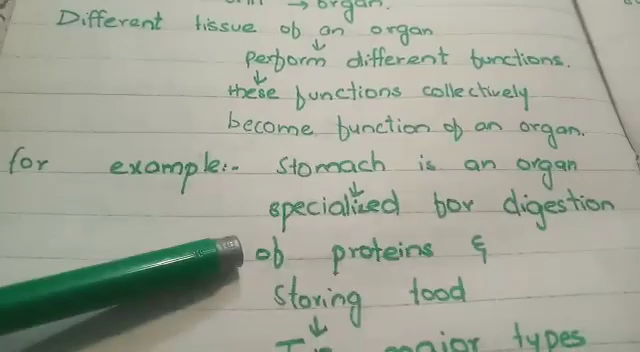 → organ.
Different tissue of an organ
↓
perform different functions.
↓
these functions collectively
become function of an organ.
for example:- Stomach is an organ
↓
specialized for digestion
of proteins &
storing food
↓
major types